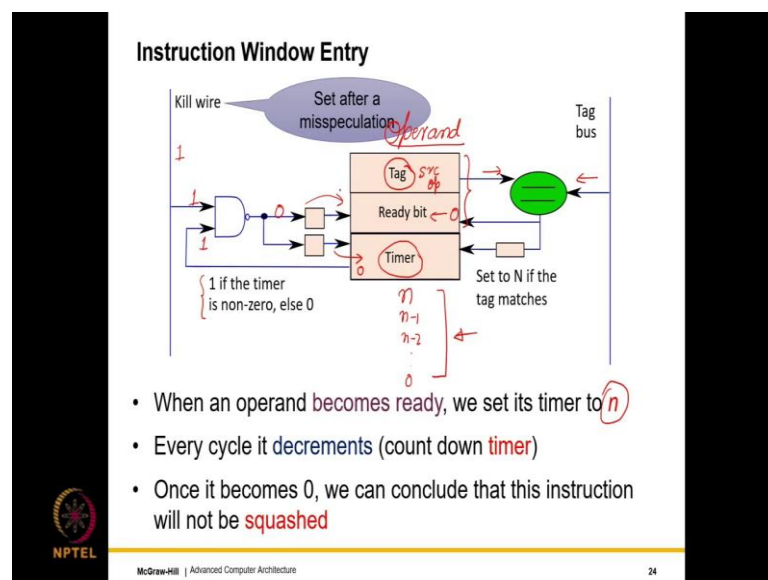 Instruction Window Entry
Kill wire
Set after a
misspeculation
Operand
Tag
bus
1
Tag
src
op
1
0
Ready bit
← 0
1
0
Timer
1 if the timer
is non-zero, else 0
Set to N if the
tag matches
n
n-1
n-2
0
• When an operand becomes ready, we set its timer to n
• Every cycle it decrements (count down timer)
• Once it becomes 0, we can conclude that this instruction
will not be squashed
NPTEL
McGraw-Hill | Advanced Computer Architecture
24